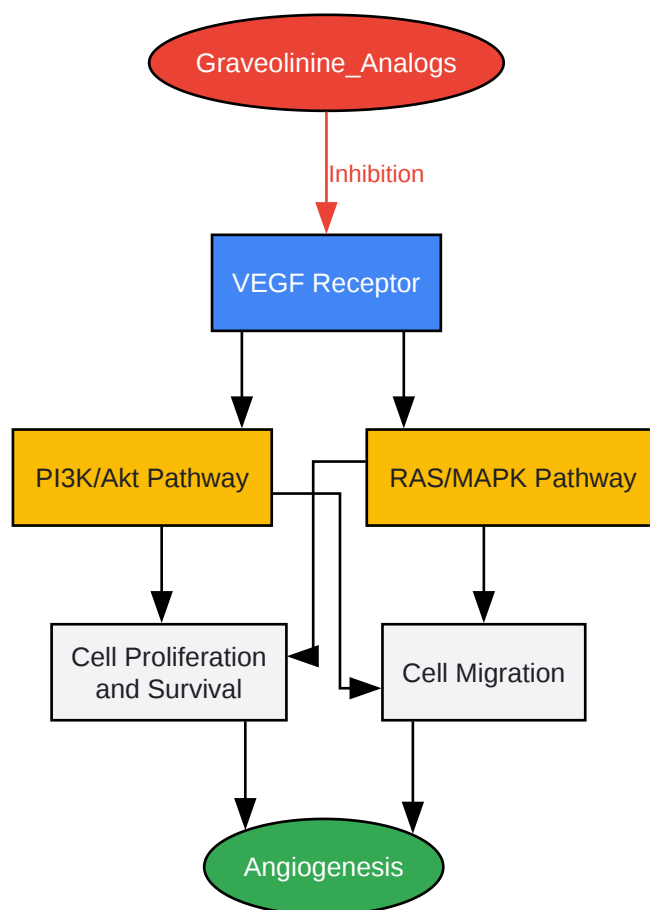 Graveolinine_Analogs
Inhibition
VEGF Receptor
PI3K/Akt Pathway
RAS/MAPK Pathway
Cell Proliferation
and Survival
Cell Migration
Angiogenesis